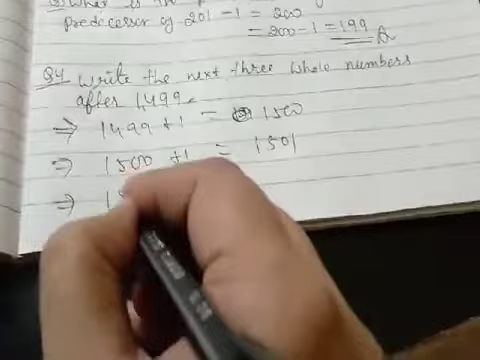 predecessor of 201 - 1 = 200
= 200 - 1 = 199
Q4 Write the next three whole numbers
after 1499.
⇒ 1499 + 1 = 1500
⇒ 1500 + 1 = 1501
⇒ 1